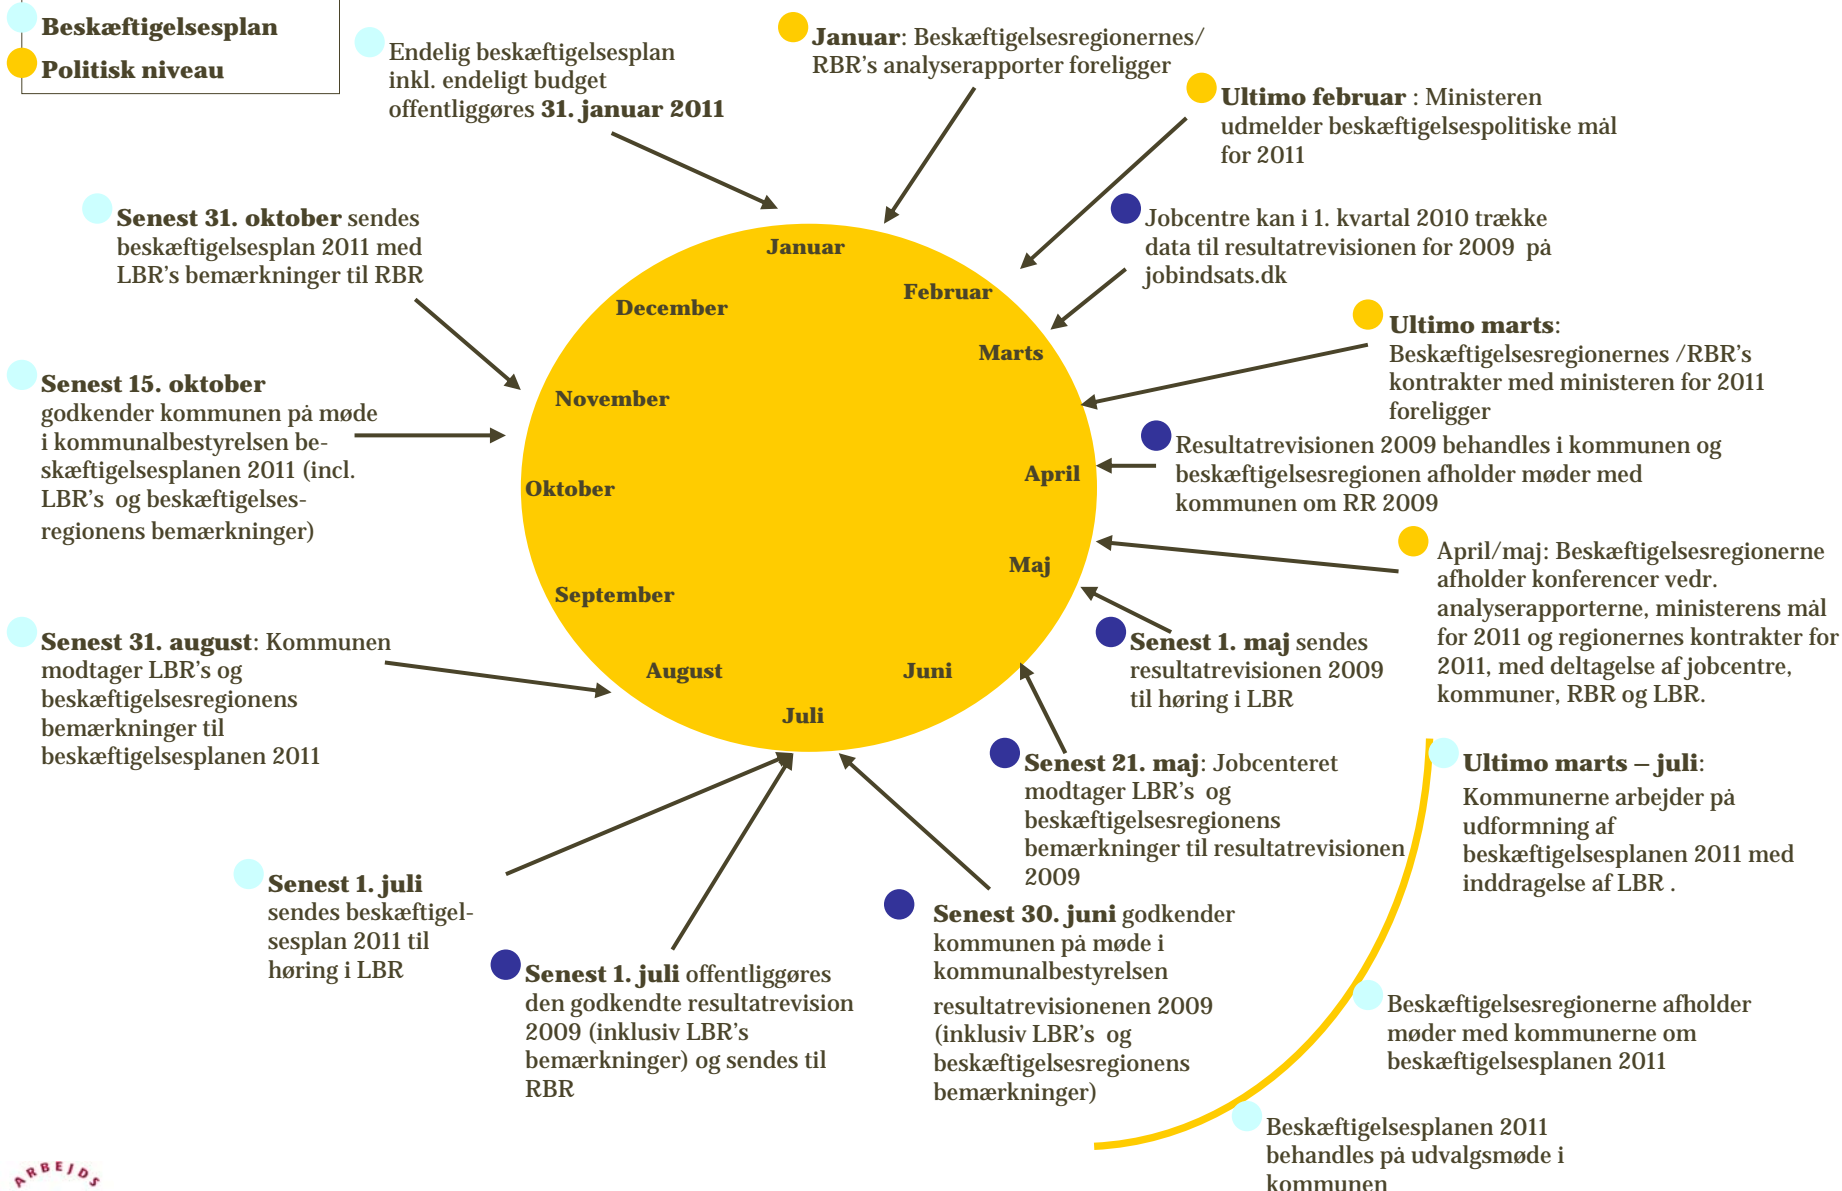 Beskæftigelsesplan
Politisk niveau
Endelig beskæftigelsesplan
inkl. endeligt budget
offentliggøres 31. januar 2011
Januar: Beskæftigelsesregionernes/
RBR's analyserapporter foreligger
Ultimo februar : Ministeren
udmelder beskæftigelsespolitiske mål
for 2011
Jobcentre kan i 1. kvartal 2010 trække
data til resultatrevisionen for 2009 på
jobindsats.dk
Ultimo marts:
Beskæftigelsesregionernes /RBR's
kontrakter med ministeren for 2011
foreligger
Resultatrevisionen 2009 behandles i kommunen og
beskæftigelsesregionen afholder møder med
kommunen om RR 2009
April/maj: Beskæftigelsesregionerne
afholder konferencer vedr.
analyserapporterne, ministerens mål
for 2011 og regionernes kontrakter for
2011, med deltagelse af jobcentre,
kommuner, RBR og LBR.
Senest 1. maj sendes
resultatrevisionen 2009
til høring i LBR
Senest 21. maj: Jobcenteret
modtager LBR's og
beskæftigelsesregionens
bemærkninger til resultatrevisionen
2009
Ultimo marts – juli:
Kommunerne arbejder på
udformning af
beskæftigelsesplanen 2011 med
inddragelse af LBR .
Beskæftigelsesregionerne afholder
møder med kommunerne om
beskæftigelsesplanen 2011
Beskæftigelsesplanen 2011
behandles på udvalgsmøde i
kommunen
Senest 30. juni godkender
kommunen på møde i
kommunalbestyrelsen
resultatrevisionenen 2009
(inklusiv LBR's og
beskæftigelsesregionens
bemærkninger)
Senest 1. juli offentliggøres
den godkendte resultatrevision
2009 (inklusiv LBR's
bemærkninger) og sendes til
RBR
Senest 1. juli
sendes beskæftigel-
sesplan 2011 til
høring i LBR
Senest 31. august: Kommunen
modtager LBR's og
beskæftigelsesregionens
bemærkninger til
beskæftigelsesplanen 2011
Senest 15. oktober
godkender kommunen på møde
i kommunalbestyrelsen be-
skæftigelsesplanen 2011 (incl.
LBR's og beskæftigelses-
regionens bemærkninger)
Senest 31. oktober sendes
beskæftigelsesplan 2011 med
LBR's bemærkninger til RBR
Januar
Februar
Marts
April
Maj
Juni
Juli
August
September
Oktober
November
December
ARBEJDS